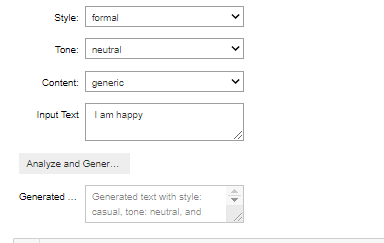 Style: formal
Tone: neutral
Content: generic
Input Text I am happy
Analyze and Gener...
Generated ... Generated text with style:
casual, tone: neutral, and